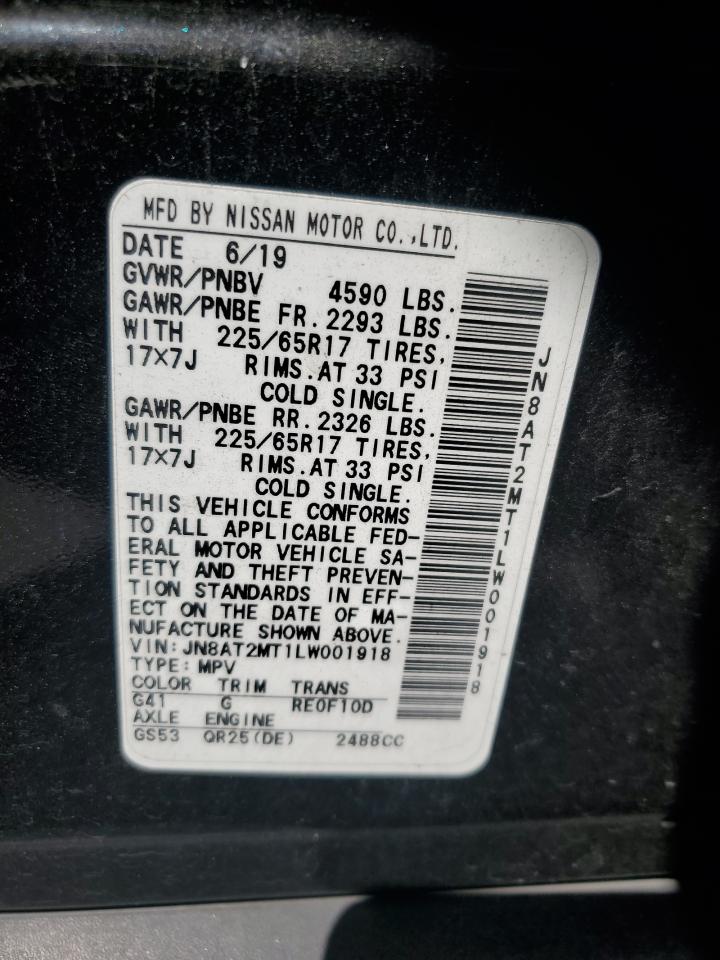 MFD BY NISSAN MOTOR CO.,LTD.
DATE 6/19
GVWR/PNBV 4590 LBS.
GAWR/PNBE FR.2293 LBS.
WITH 225/65R17 TIRES,
17×7J RIMS.AT 33 PSI
COLD SINGLE.
GAWR/PNBE RR.2326 LBS.
WITH 225/65R17 TIRES,
17×7J RIMS.AT 33 PSI
COLD SINGLE.
THIS VEHICLE CONFORMS
TO ALL APPLICABLE FED-
ERAL MOTOR VEHICLE SA-
FETY AND THEFT PREVEN-
TION STANDARDS IN EFF-
ECT ON THE DATE OF MA-
NUFACTURE SHOWN ABOVE.
VIN:JN8AT2MT1LW001918
TYPE:MPV
COLOR TRIM TRANS
G41 G RE0F10D
AXLE ENGINE
GS53 QR25(DE) 2488CC
JN8AT2MT1LW001918